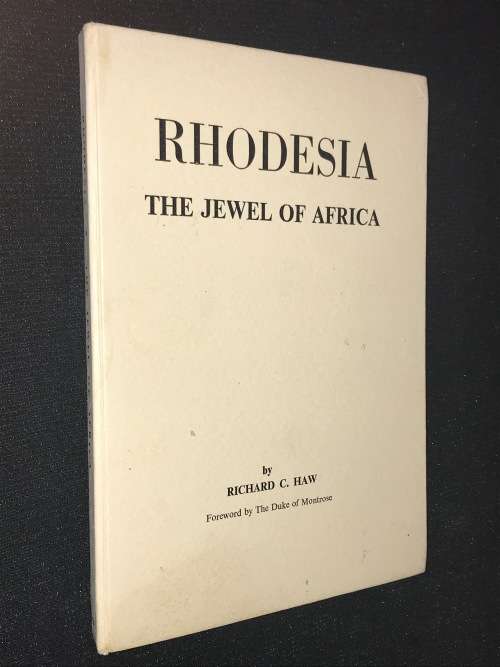 RHODESIA
THE JEWEL OF AFRICA
by
RICHARD C. HAW
Foreword by The Duke of Montrose